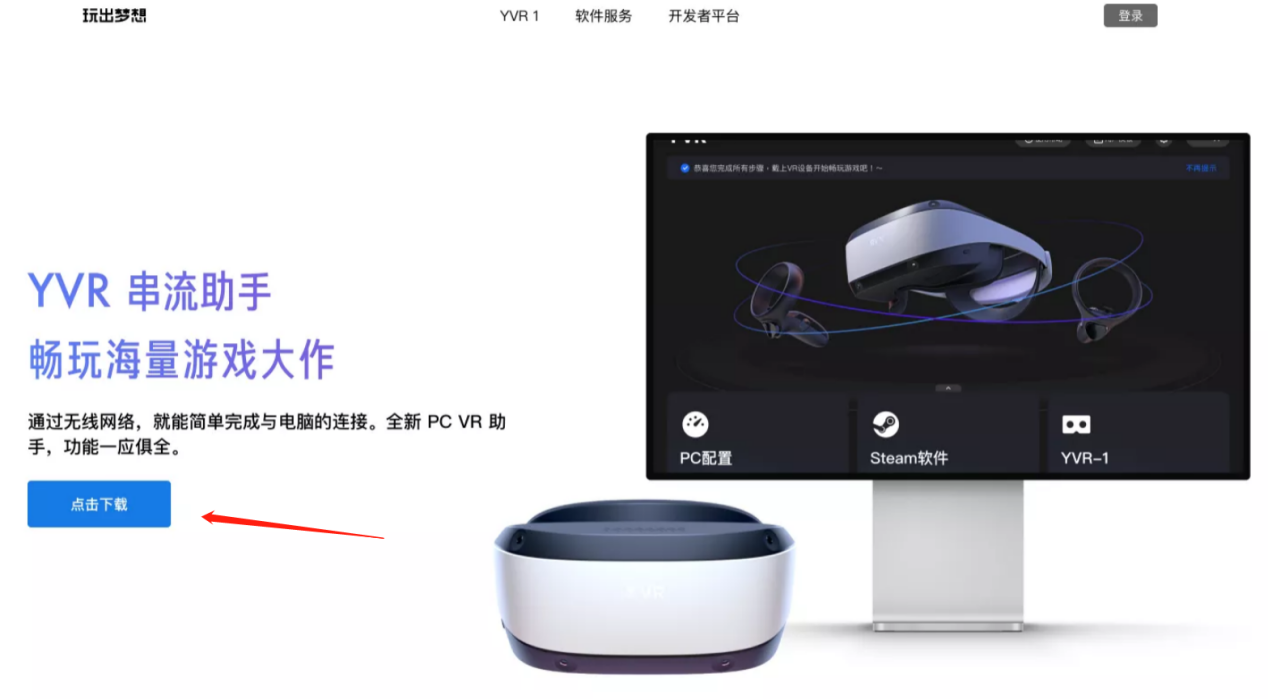 玩出梦想
YVR 1
软件服务
开发者平台
登录
恭喜您完成所有步骤，戴上VR设备开始畅玩游戏吧！~
不再提示
YVR 串流助手
畅玩海量游戏大作
通过无线网络，就能简单完成与电脑的连接。全新 PC VR 助
手，功能一应俱全。
点击下载
PC配置
Steam软件
YVR-1
YVR